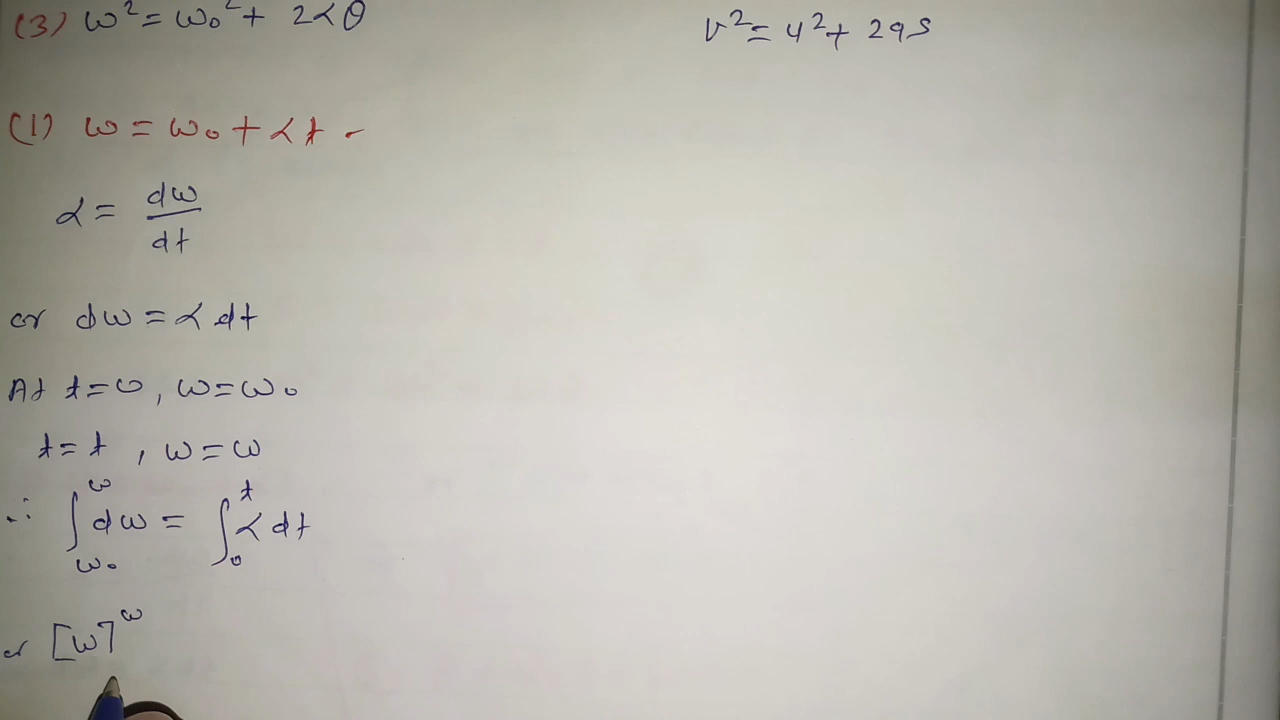 (3) ω² = ω₀² + 2αθ v² = u² + 2as
(1) ω = ω₀ + αt -
α = dω/dt
or dω = α dt
At t=0, ω=ω₀
t=t, ω=ω
∴ ∫_{ω₀}^{ω} dω = ∫_{0}^{t} α dt
or [ω]^ω